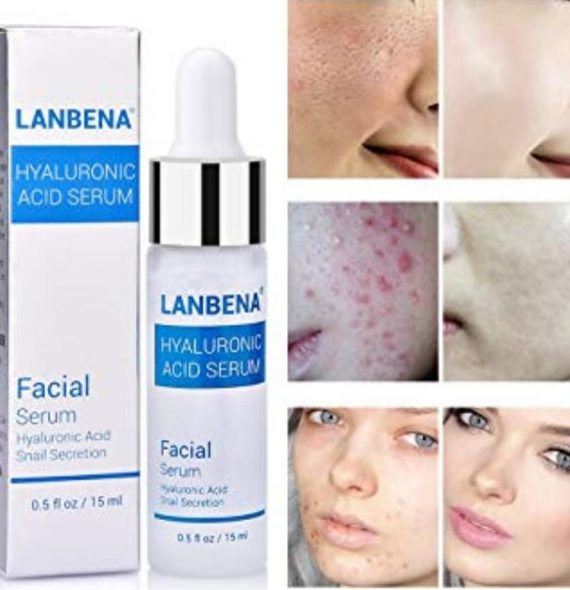 LANBENA®
HYALURONIC
ACID SERUM
Facial
Serum
Hyaluronic Acid
Snail Secretion
0.5 fl oz / 15 ml
LANBENA®
HYALURONIC
ACID SERUM
Facial
Serum
Hyaluronic Acid
Snail Secretion
0.5 fl oz / 15 ml